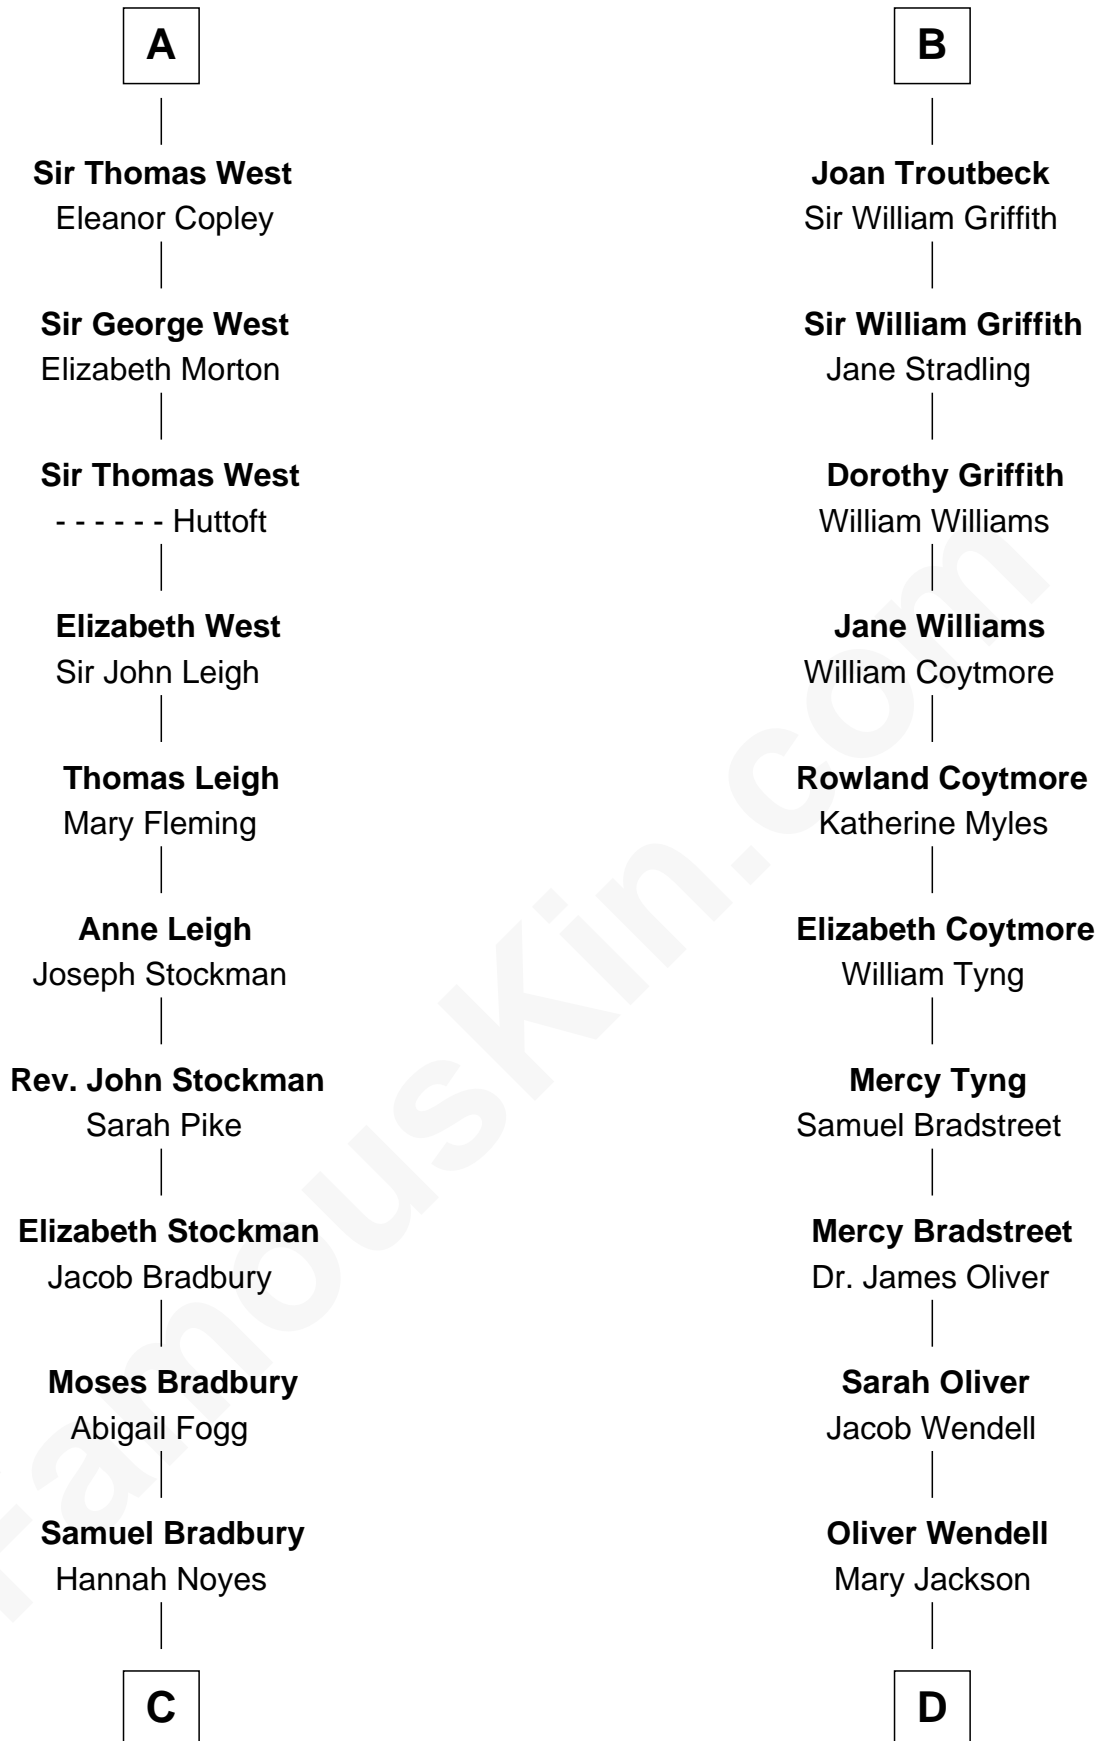 A
Sir Thomas West
Eleanor Copley
Sir George West
Elizabeth Morton
Sir Thomas West
- - - - - - Huttoft
Elizabeth West
Sir John Leigh
Thomas Leigh
Mary Fleming
Anne Leigh
Joseph Stockman
Rev. John Stockman
Sarah Pike
Elizabeth Stockman
Jacob Bradbury
Moses Bradbury
Abigail Fogg
Samuel Bradbury
Hannah Noyes
C
B
Joan Troutbeck
Sir William Griffith
Sir William Griffith
Jane Stradling
Dorothy Griffith
William Williams
Jane Williams
William Coytmore
Rowland Coytmore
Katherine Myles
Elizabeth Coytmore
William Tyng
Mercy Tyng
Samuel Bradstreet
Mercy Bradstreet
Dr. James Oliver
Sarah Oliver
Jacob Wendell
Oliver Wendell
Mary Jackson
D
FamousKin.com